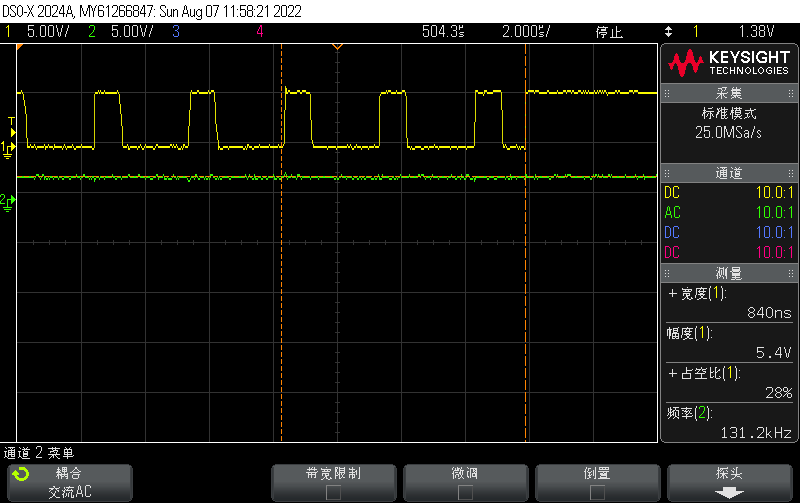 DSO-X 2024A, MY61266847: Sun Aug 07 11:58:21 2022
1 5.00V/ 2 5.00V/ 3 4 504.3s 2.000s/ 停止 1 1.38V
KEYSIGHT
TECHNOLOGIES
采集
标准模式
25.0MSa/s
通道
DC 10.0:1
AC 10.0:1
DC 10.0:1
DC 10.0:1
测量
+宽度(1):
840ns
幅度(1):
5.4V
+占空比(1):
28%
频率(2):
131.2kHz
T
1
2
通道 2 菜单
耦合
交流AC
带宽限制
微调
倒置
探头